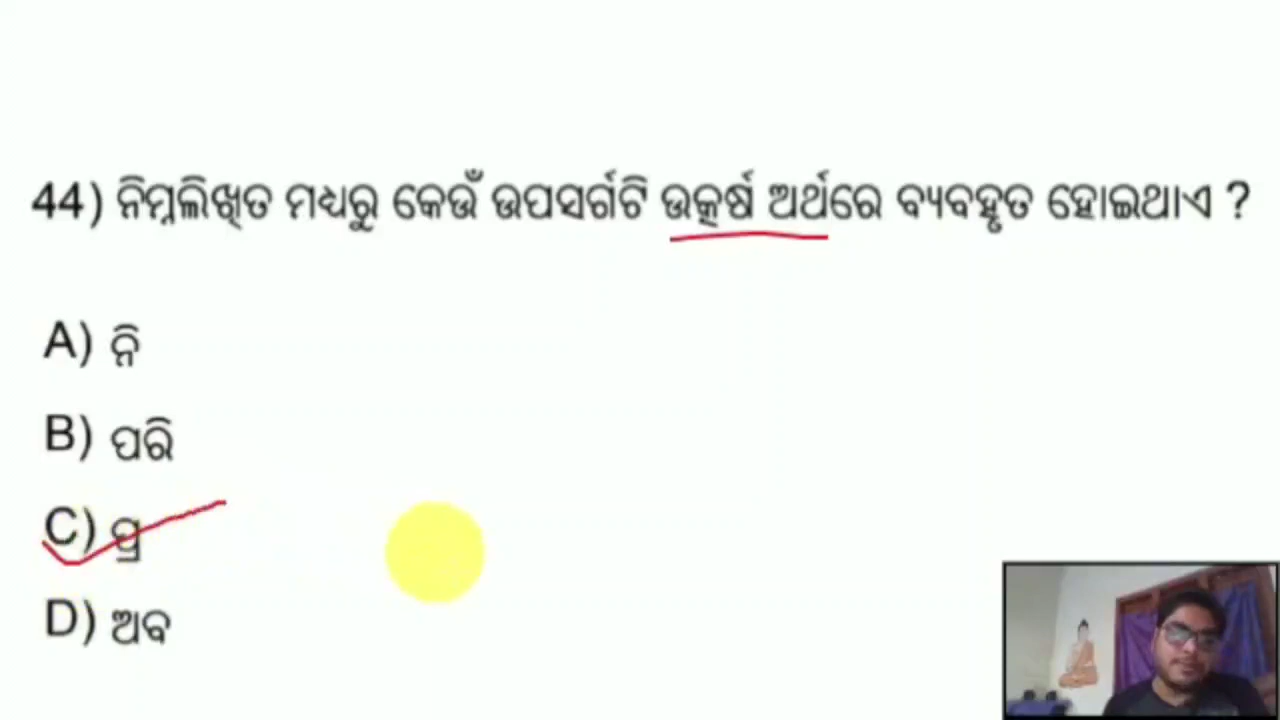 44) ନିମ୍ନଲିଖିତ ମଧ୍ୟରୁ କେଉଁ ଉପସର୍ଗଟି ଉତ୍କର୍ଷ ଅର୍ଥରେ ବ୍ୟବହୃତ ହୋଇଥାଏ ?
A) ନି
B) ପରି
C) ପ୍ର
D) ଅବ